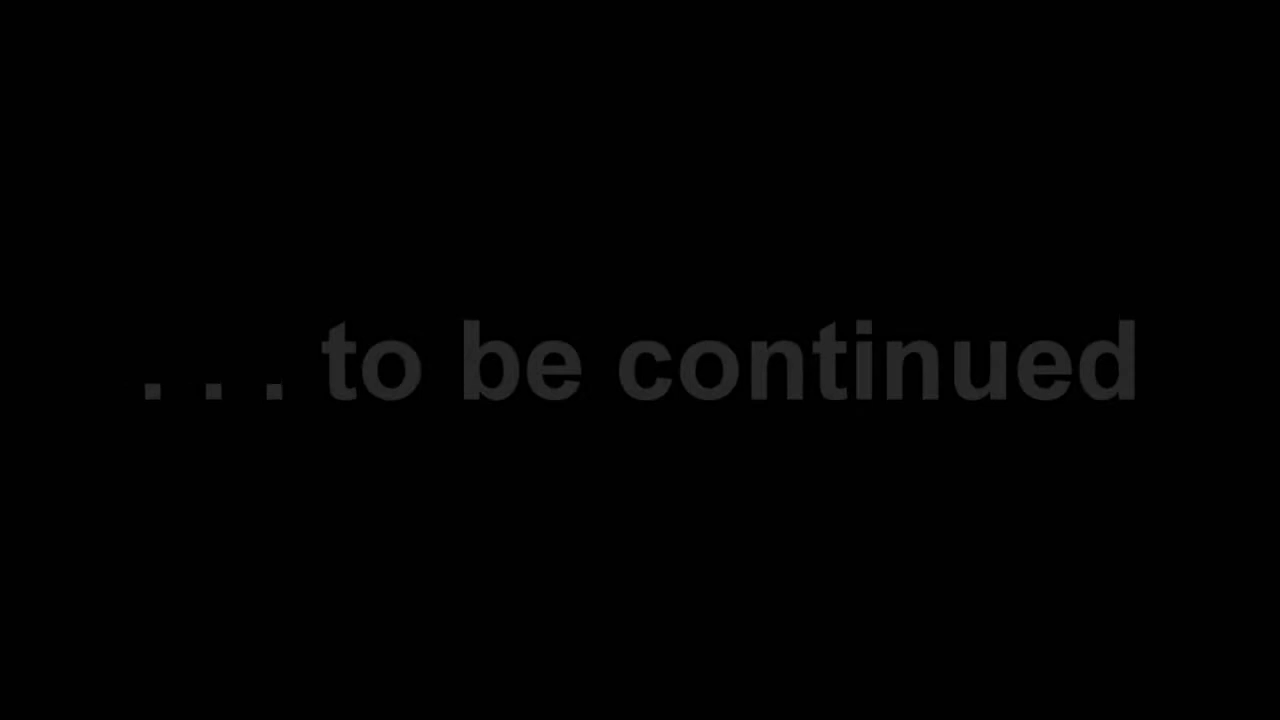 . . . to be continued